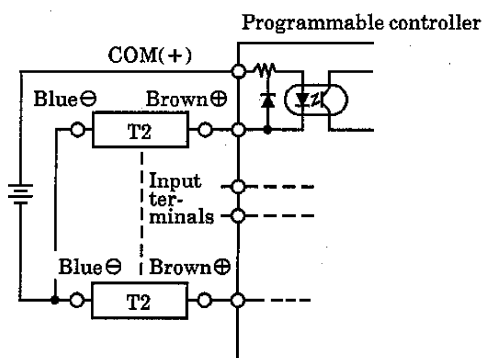 Programmable controller
COM(+)
Blue⊖ Brown⊕
T2
Input
ter-
minals
Blue⊖ Brown⊕
T2